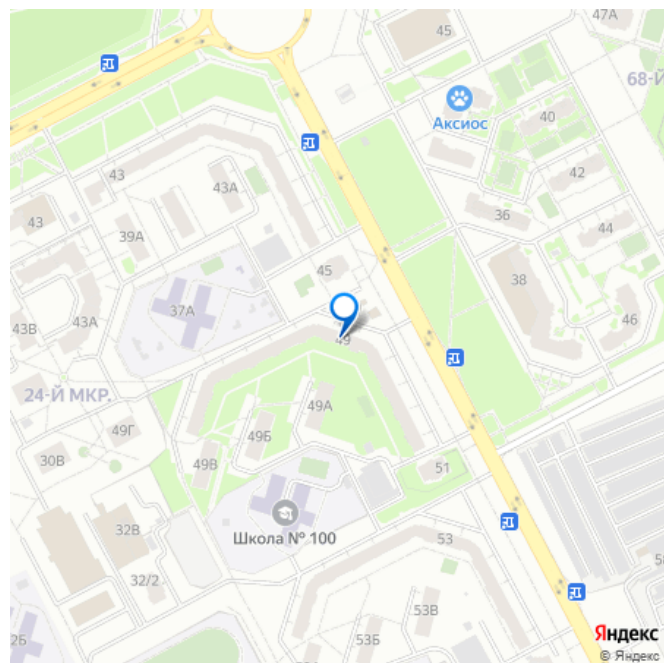 47А
45
68-Й
Аксиос
40
43
43А
42
36
43
39А
44
45
38
37А
43В
43А
49
46
24-Й МКР.
49А
49Г
49Б
30В
49В
51
Школа № 100
32В
53
32/2
53В
53Б
Яндекс
© Яндекс